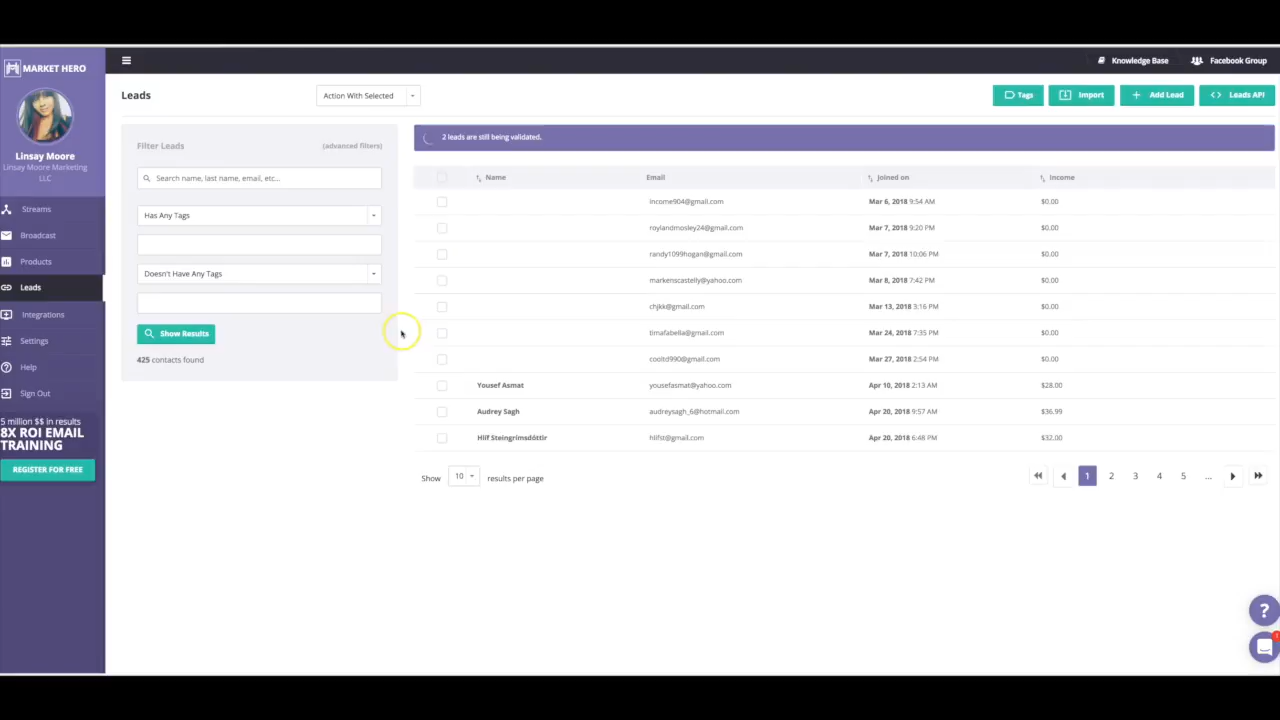 MARKET HERO
Knowledge Base
Facebook Group
Linsay Moore
Linsay Moore Marketing
LLC
Streams
Broadcast
Products
Leads
Integrations
Settings
Help
Sign Out
5 million $$ in results
8X ROI EMAIL
TRAINING
REGISTER FOR FREE
Leads
Action With Selected
Tags
Import
Add Lead
Leads API
Filter Leads
(advanced filters)
Search name, last name, email, etc...
Has Any Tags
Doesn't Have Any Tags
Show Results
425 contacts found
2 leads are still being validated.
Name Email Joined on Income
income904@gmail.com Mar 6, 2018 9:54 AM $0.00
roylandmosley24@gmail.com Mar 7, 2018 9:20 PM $0.00
randy1099hogan@gmail.com Mar 7, 2018 10:06 PM $0.00
markenscastelly@yahoo.com Mar 8, 2018 7:42 PM $0.00
chjkk@gmail.com Mar 13, 2018 3:16 PM $0.00
timafabella@gmail.com Mar 24, 2018 7:35 PM $0.00
cooltd990@gmail.com Mar 27, 2018 2:54 PM $0.00
Yousef Asmat yousefasmat@yahoo.com Apr 10, 2018 2:13 AM $28.00
Audrey Sagh audreysagh_6@hotmail.com Apr 20, 2018 9:57 AM $36.99
Hlíf Steingrímsdóttir hlifst@gmail.com Apr 20, 2018 6:48 PM $32.00
Show 10 results per page
1 2 3 4 5 ...
?
1